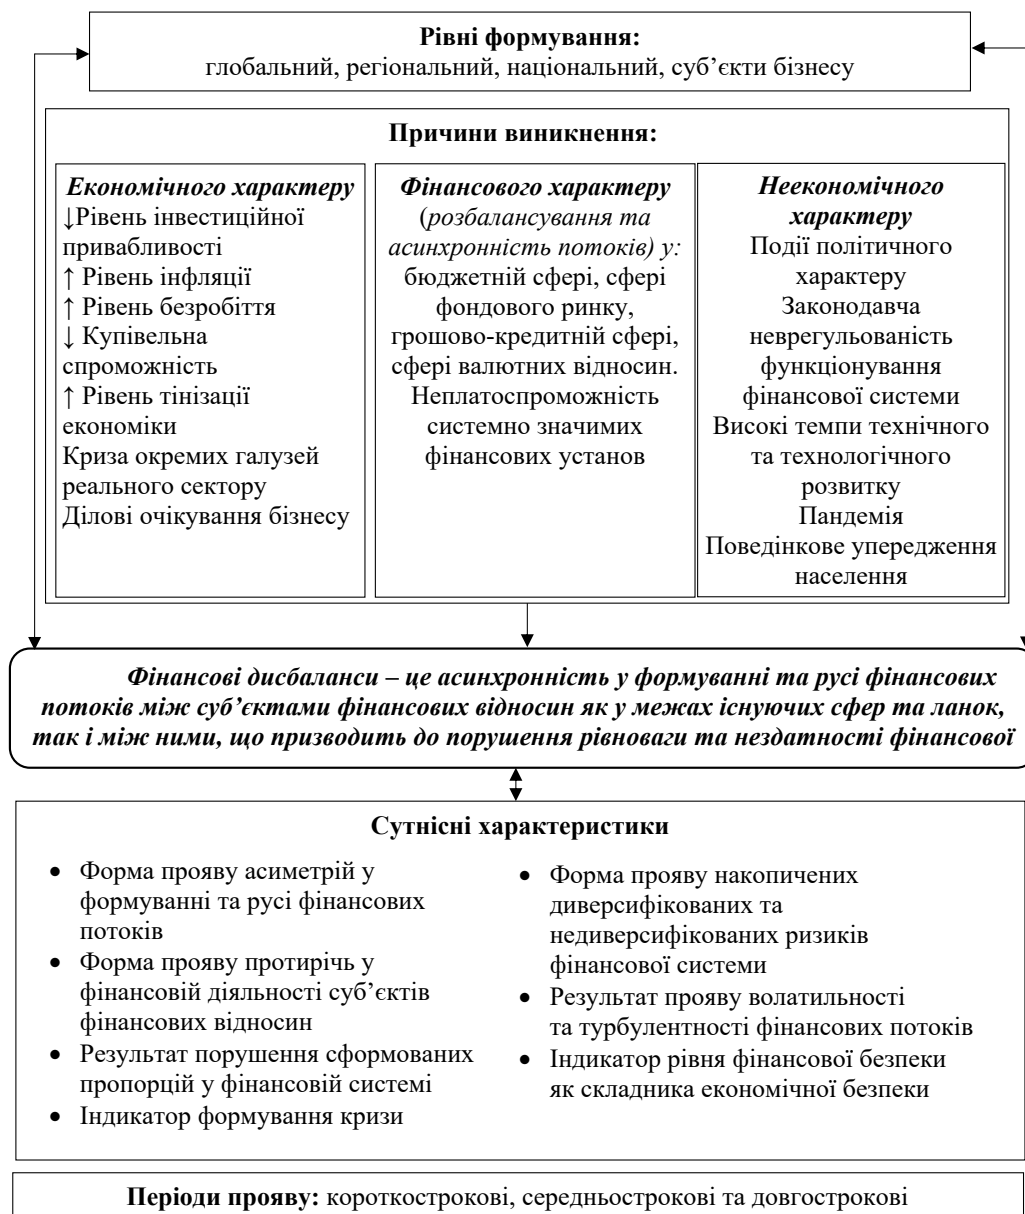 Рівні формування:
глобальний, регіональний, національний, суб’єкти бізнесу
Причини виникнення:
Економічного характеру
↓Рівень інвестиційної
привабливості
↑ Рівень інфляції
↑ Рівень безробіття
↓ Купівельна
спроможність
↑ Рівень тінізації
економіки
Криза окремих галузей
реального сектору
Ділові очікування бізнесу
Фінансового характеру
(розбалансування та
асинхронність потоків) у:
бюджетній сфері, сфері
фондового ринку,
грошово-кредитній сфері,
сфері валютних відносин.
Неплатоспроможність
системно значимих
фінансових установ
Неекономічного
характеру
Події політичного
характеру
Законодавча
неврегульованість
функціонування
фінансової системи
Високі темпи технічного
та технологічного
розвитку
Пандемія
Поведінкове упередження
населення
Фінансові дисбаланси – це асинхронність у формуванні та русі фінансових
потоків між суб’єктами фінансових відносин як у межах існуючих сфер та ланок,
так і між ними, що призводить до порушення рівноваги та нездатності фінансової
Сутнісні характеристики
• Форма прояву асиметрій у
формуванні та русі фінансових
потоків
• Форма прояву протирічь у
фінансовій діяльності суб’єктів
фінансових відносин
• Результат порушення сформованих
пропорцій у фінансовій системі
• Індикатор формування кризи
• Форма прояву накопичених
диверсифікованих та
недиверсифікованих ризиків
фінансової системи
• Результат прояву волатильності
та турбулентності фінансових потоків
• Індикатор рівня фінансової безпеки
як складника економічної безпеки
Періоди прояву: короткострокові, середньострокові та довгострокові